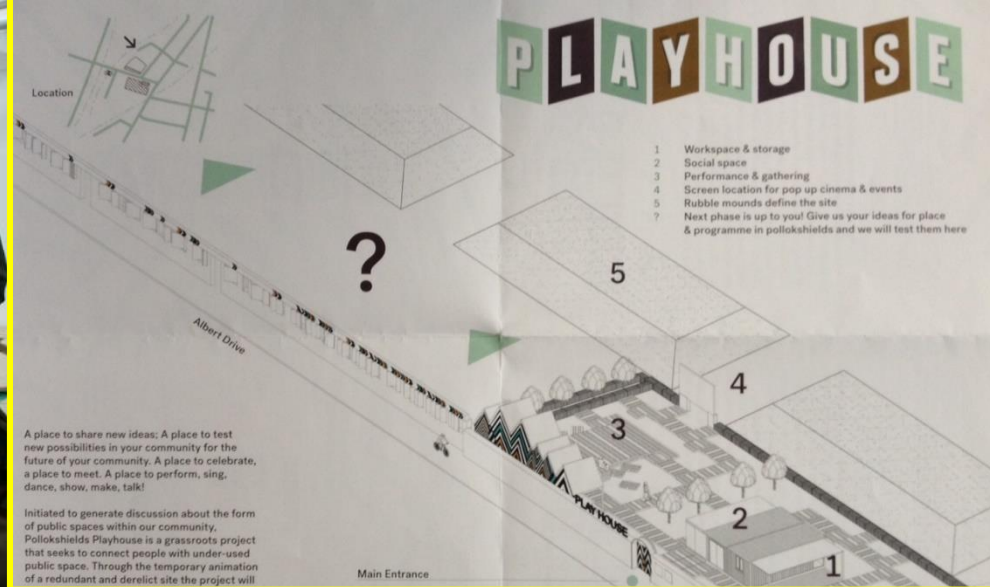 PLAYHOUSE
Location
1 Workspace & storage
2 Social space
3 Performance & gathering
4 Screen location for pop up cinema & events
5 Rubble mounds define the site
? Next phase is up to you! Give us your ideas for place
& programme in pollokshields and we will test them here
?
5
Albert Drive
4
3
A place to share new ideas; A place to test
new possibilities in your community for the
future of your community. A place to celebrate,
a place to meet. A place to perform, sing,
dance, show, make, talk!
PLAY HOUSE
2
1
Initiated to generate discussion about the form
of public spaces within our community,
Pollokshields Playhouse is a grassroots project
that seeks to connect people with under-used
public space. Through the temporary animation
of a redundant and derelict site the project will
Main Entrance